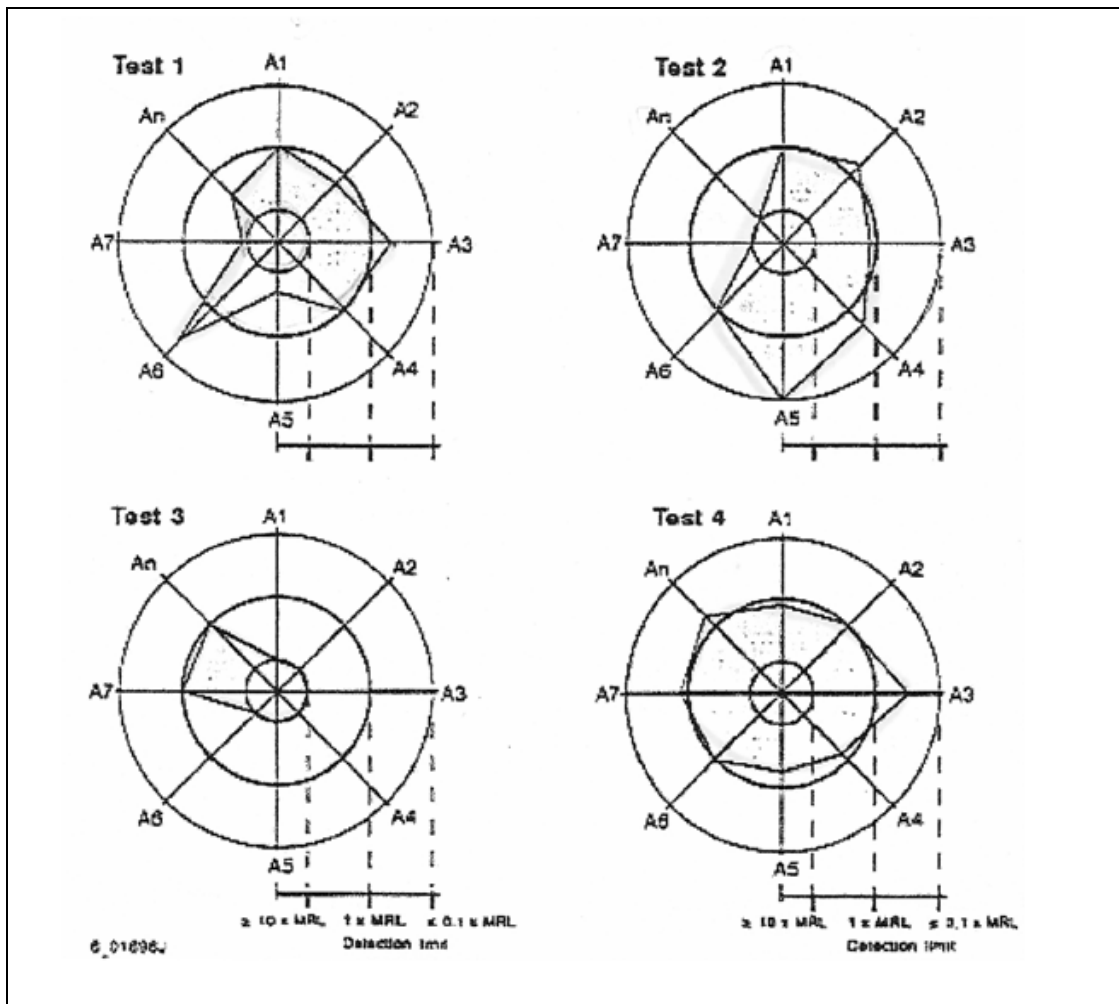 Test 1
A1
A2
A3
A4
A5
A6
A7
An
Test 2
A1
A2
A3
A4
A5
A6
A7
An
Test 3
A1
A2
A3
A4
A5
A6
A7
An
≥ 10 x MRL 1 x MRL ≤ 0.1 x MRL
Detection limit
Test 4
A1
A2
A3
A4
A5
A6
A7
An
≥ 10 x MRL 1 x MRL ≤ 0.1 x MRL
Detection limit